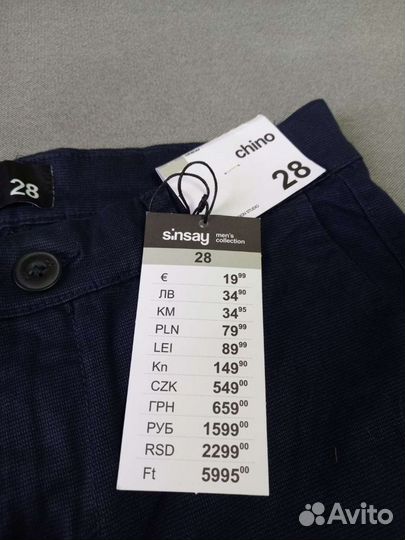 chino
28
28
sinsay men's collection
28
€ 19⁹⁹
ЛВ 34⁹⁰
KM 34⁹⁵
PLN 79⁹⁹
LEI 89⁹⁹
Kn 149⁹⁰
CZK 549⁰⁰
ГРН 659⁰⁰
РУБ 1599⁰⁰
RSD 2299⁰⁰
Ft 5995⁰⁰
Avito